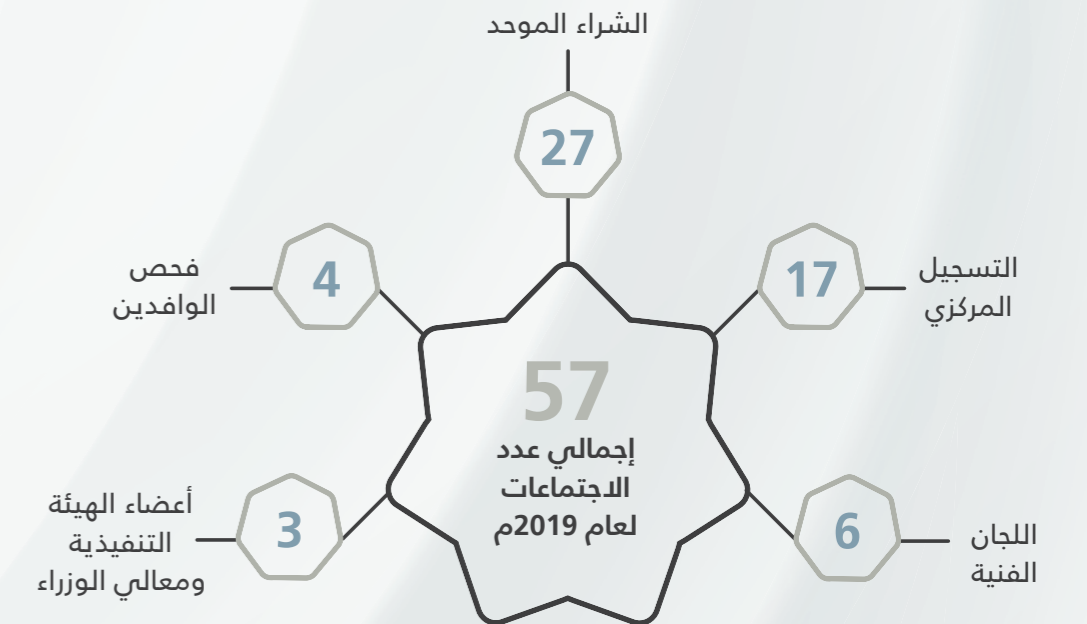 الشراء الموحد
27
التسجيل
المركزي
17
فحص
الوافدين
4
57
إجمالي عدد
الاجتماعات
لعام 2019م
اللجان
الفنية
6
أعضاء الهيئة
التنفيذية
ومعالي الوزراء
3